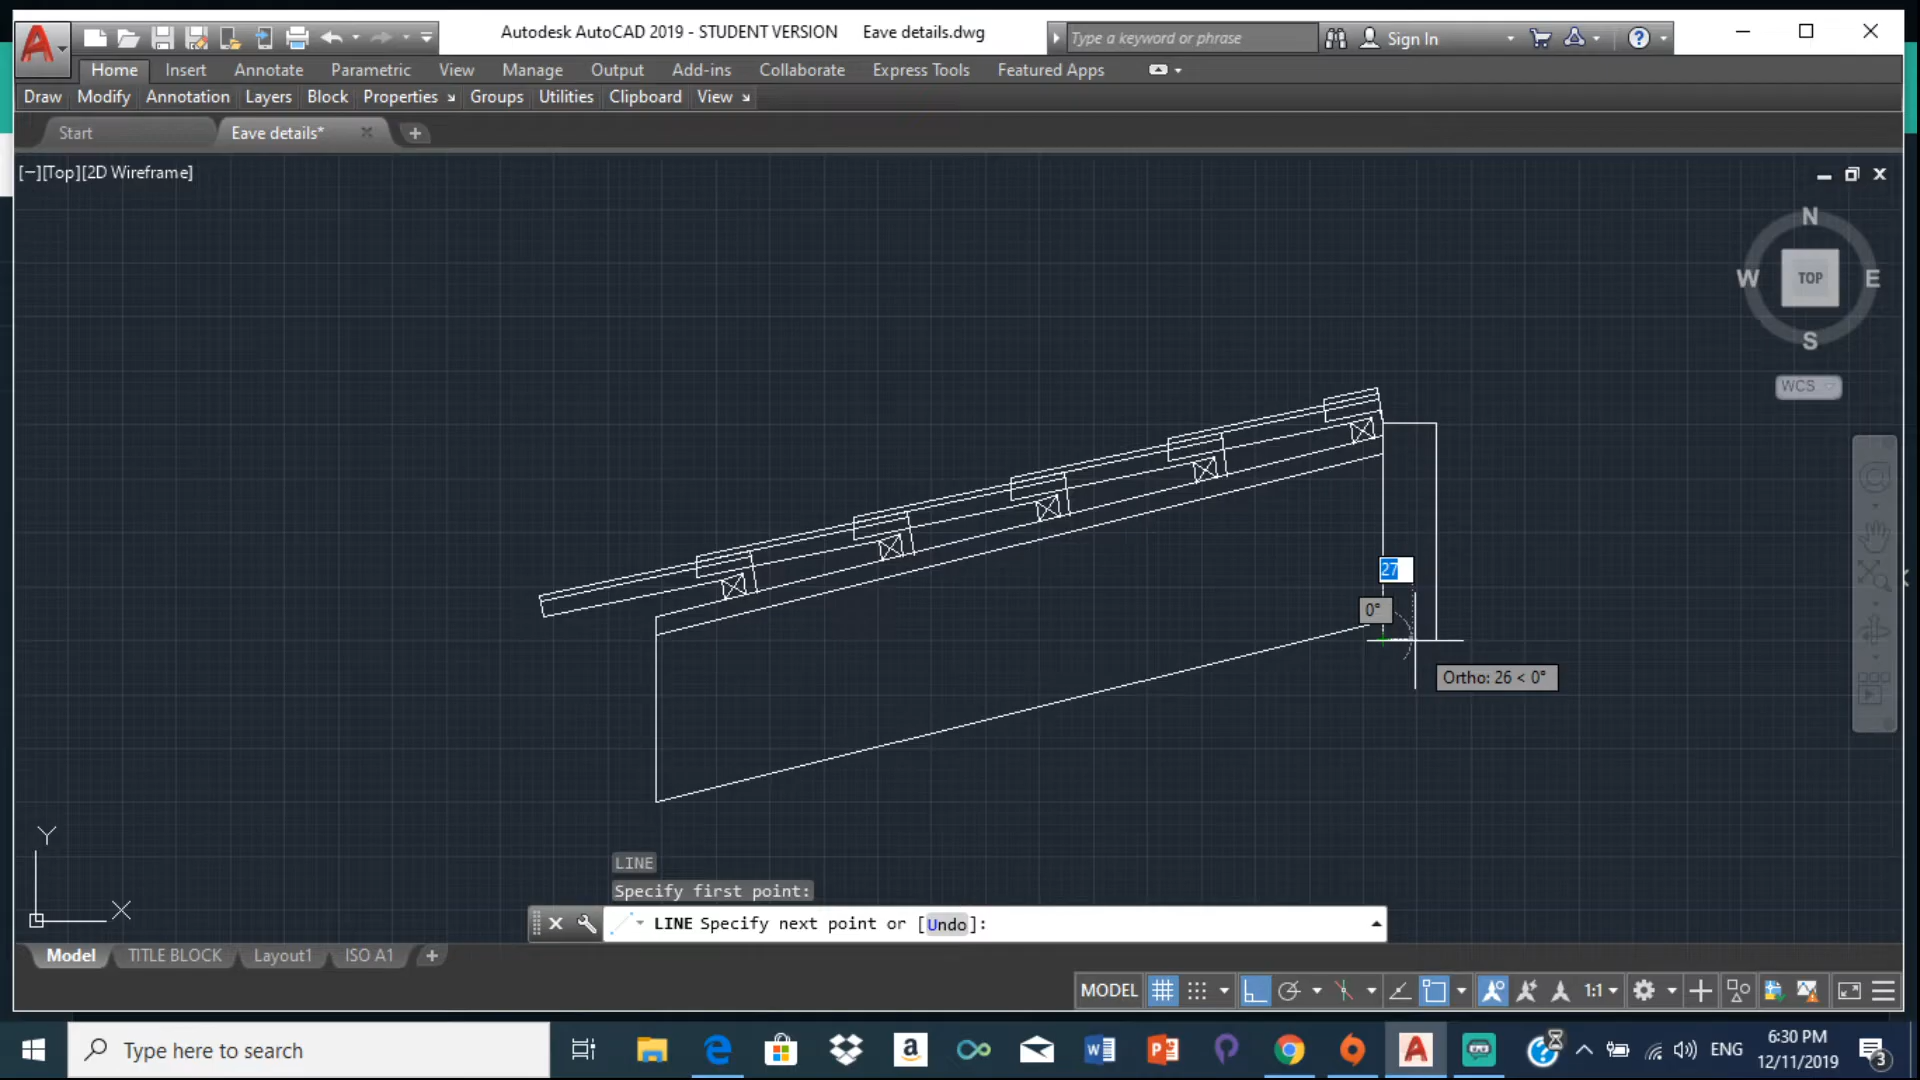 Autodesk AutoCAD 2019 - STUDENT VERSION Eave details.dwg
Type a keyword or phrase
Sign In
Home Insert Annotate Parametric View Manage Output Add-ins Collaborate Express Tools Featured Apps
Draw Modify Annotation Layers Block Properties Groups Utilities Clipboard View
Start Eave details*
[−][Top][2D Wireframe]
N
W TOP E
S
WCS
27
0°
Ortho: 26 < 0°
Y
X
LINE
Specify first point:
LINE Specify next point or [Undo]:
Model TITLE BLOCK Layout1 ISO A1
MODEL 1:1
Type here to search
ENG
6:30 PM
12/11/2019
3